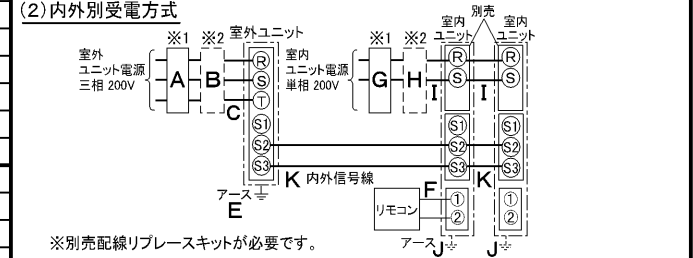 (2)内外別受電方式
別売
※1 ※2 室外ユニット ※1 ※2 室内ユニット 室内ユニット
室外
ユニット電源
三相 200V
A B C
R
S
T
S1
S2
S3
アース
E
室内
ユニット電源
単相 200V
G H I I
R R
S S
S1 S1
S2 S2
S3 S3
K 内外信号線 K
リモコン F
① ①
② ②
アース J J
※別売配線リプレースキットが必要です。